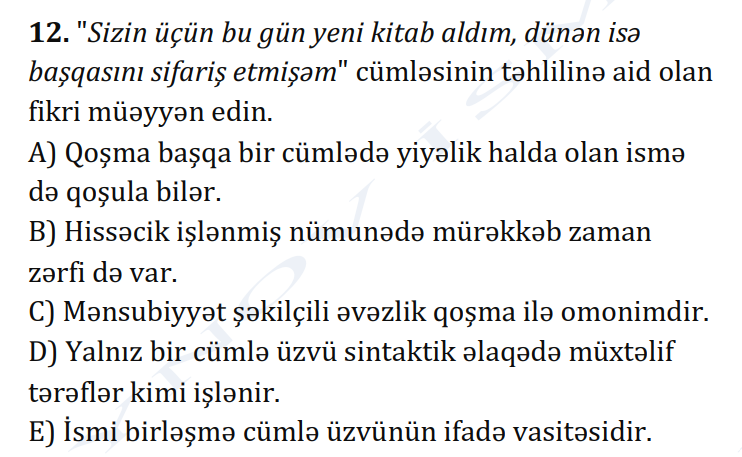 12. "Sizin üçün bu gün yeni kitab aldım, dünən isə
başqasını sifariş etmişəm" cümləsinin təhlilinə aid olan
fikri müəyyən edin.
A) Qoşma başqa bir cümlədə yiyəlik halda olan ismə
də qoşula bilər.
B) Hissəcik işlənmiş nümunədə mürəkkəb zaman
zərfi də var.
C) Mənsubiyyət şəkilçili əvəzlik qoşma ilə omonimdir.
D) Yalnız bir cümlə üzvü sintaktik əlaqədə müxtəlif
tərəflər kimi işlənir.
E) İsmi birləşmə cümlə üzvünün ifadə vasitəsidir.